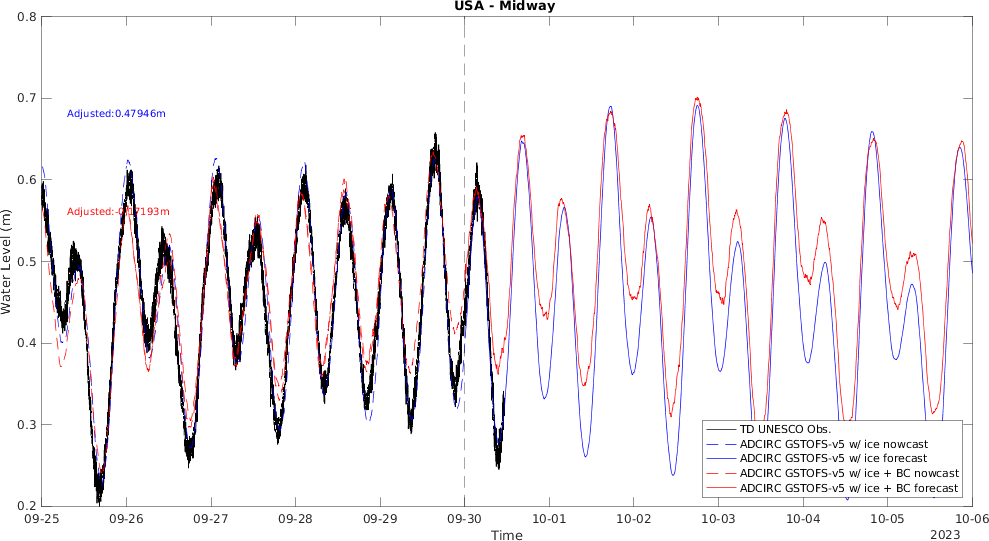 USA - Midway
0.8
0.7
0.6
0.5
0.4
0.3
0.2
Water Level (m)
Adjusted:0.47946m
TD UNESCO Obs.
ADCIRC GSTOFS-v5 w/ ice nowcast
ADCIRC GSTOFS-v5 w/ ice forecast
ADCIRC GSTOFS-v5 w/ ice + BC nowcast
ADCIRC GSTOFS-v5 w/ ice + BC forecast
09-25 09-26 09-27 09-28 09-29 09-30 10-01 10-02 10-03 10-04 10-05 10-06
Time
2023